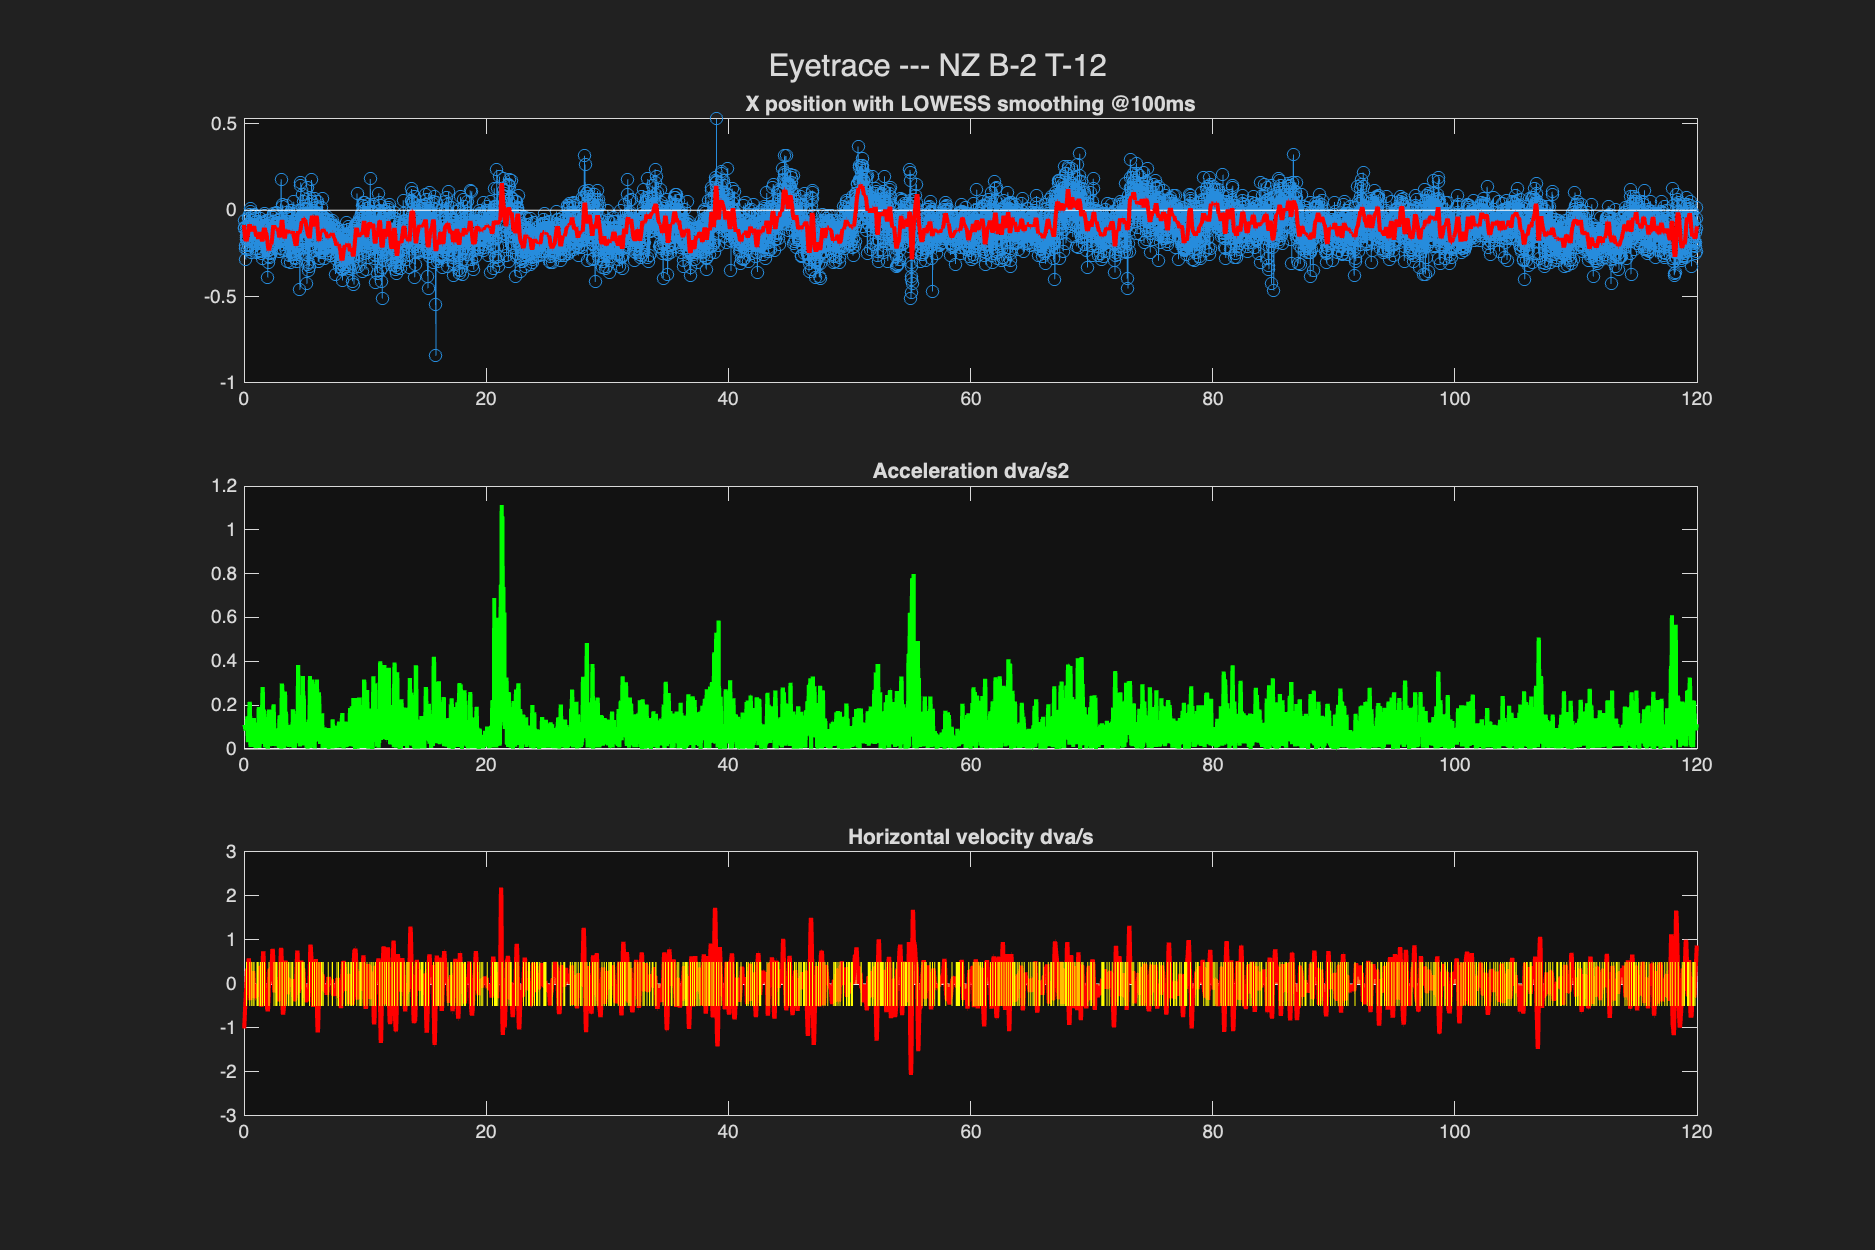 Eyetrace --- NZ B-2 T-12
X position with LOWESS smoothing @100ms
0.5
0
-0.5
-1
0 20 40 60 80 100 120
Acceleration dva/s2
1.2
1
0.8
0.6
0.4
0.2
0
0 20 40 60 80 100 120
Horizontal velocity dva/s
3
2
1
0
-1
-2
-3
0 20 40 60 80 100 120